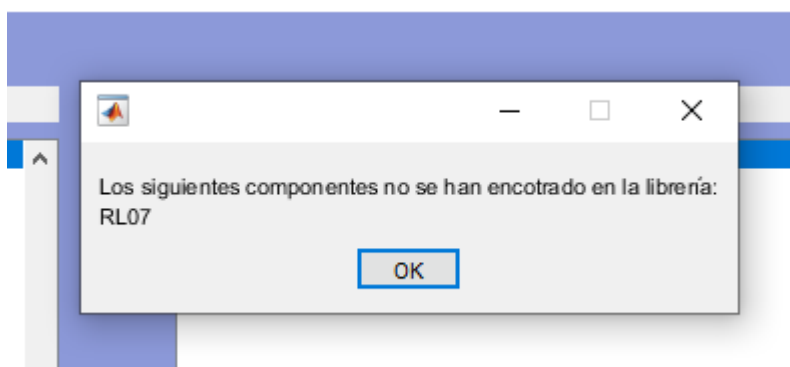 Los siguientes componentes no se han encotrado en la librería:
RL07
OK